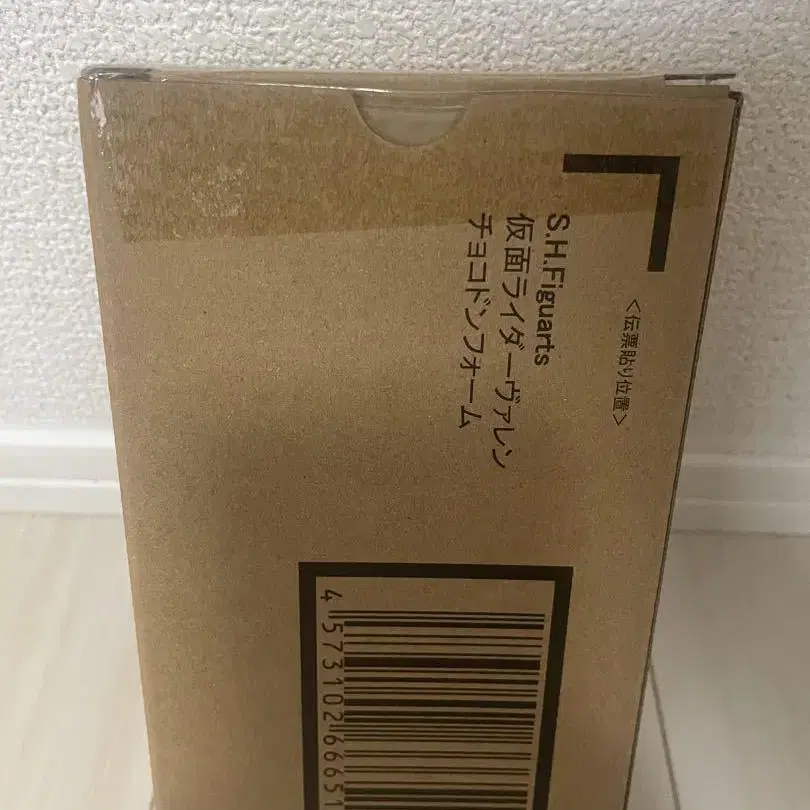 <伝票貼り位置>
S.H.Figuarts
仮面ライダーヴァレン
チョコドンフォーム
4 573102 66651